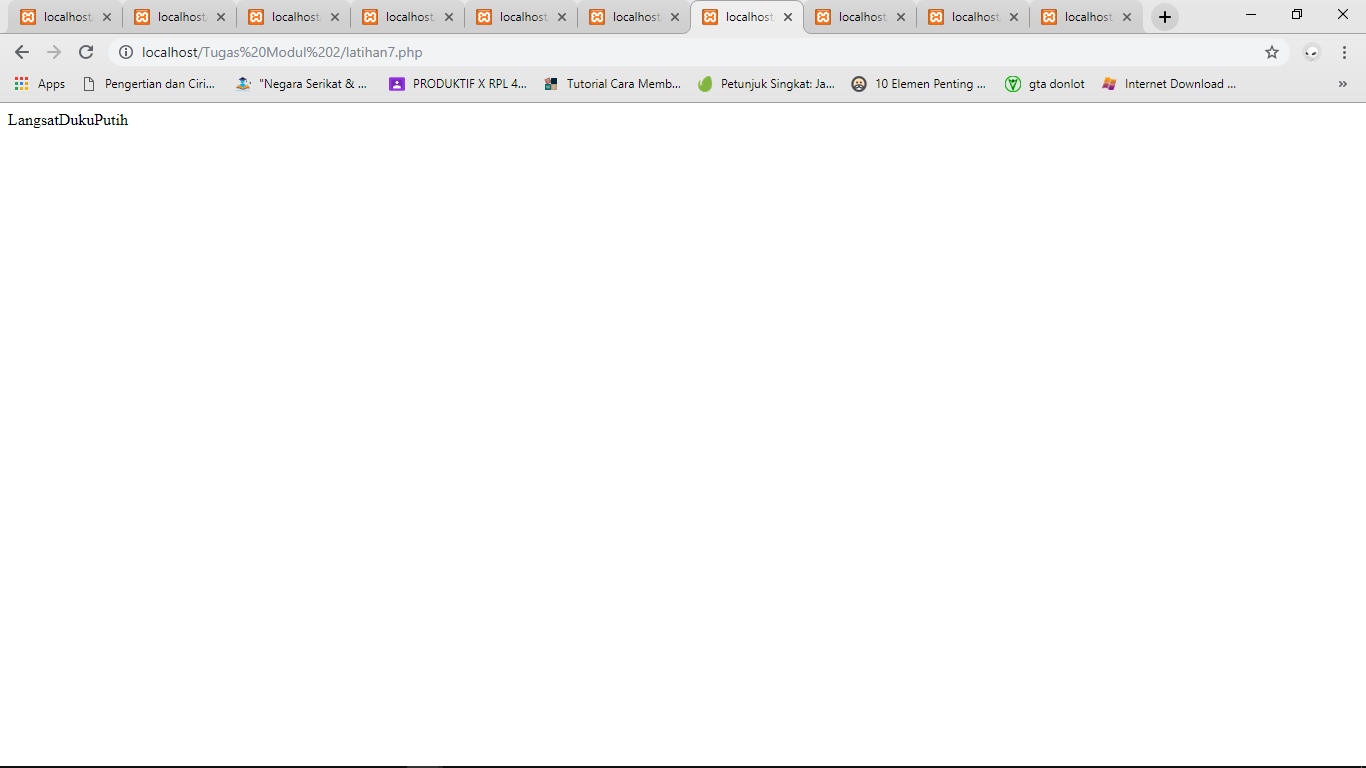 localhost localhost localhost localhost localhost localhost localhost localhost localhost localhost
localhost/Tugas%20Modul%202/latihan7.php
Apps Pengertian dan Ciri... "Negara Serikat & ... PRODUKTIF X RPL 4... Tutorial Cara Memb... Petunjuk Singkat: Ja... 10 Elemen Penting ... gta donlot Internet Download ... »
LangsatDukuPutih